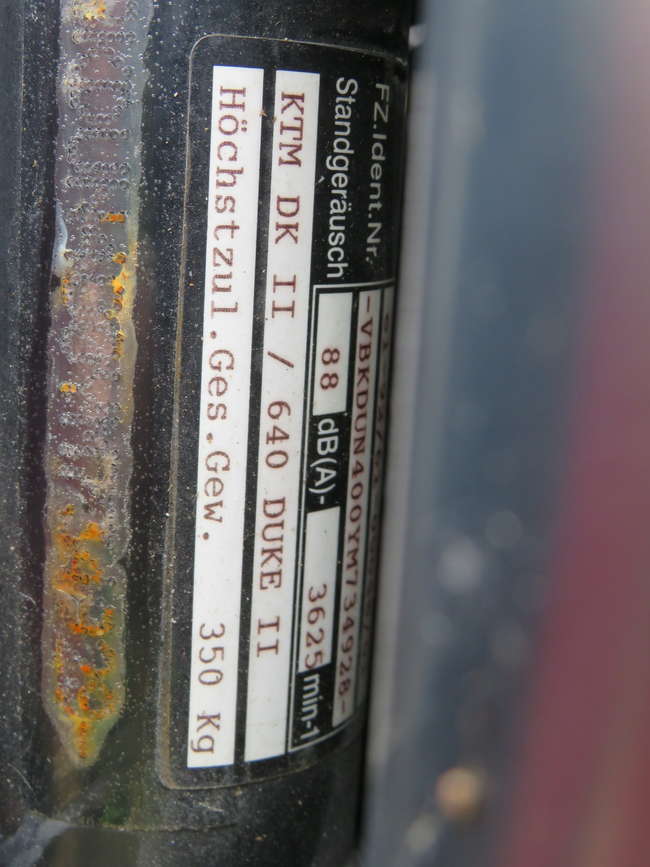 FZ.Ident.Nr. -VBKDUN400YM734928-
Standgeräusch 88 dB(A)- 3625 min-1
KTM DK II / 640 DUKE II
Höchstzul.Ges.Gew. 350 Kg